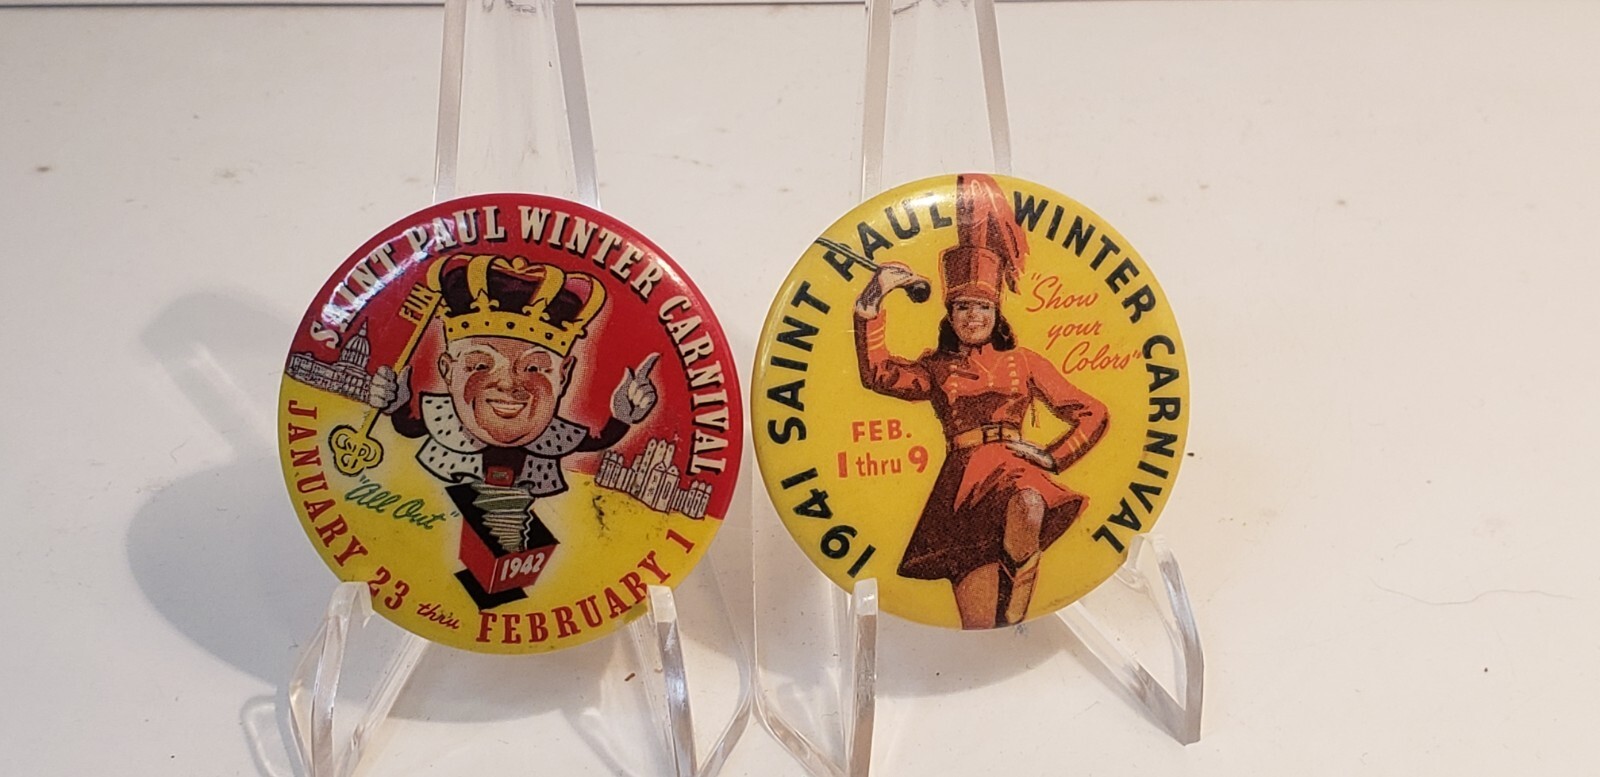 SAINT PAUL WINTER CARNIVAL
FUN
"All Out"
1942
JANUARY 23 thru FEBRUARY 1
1941 SAINT PAUL WINTER CARNIVAL
"Show
your
Colors"
FEB.
1 thru 9